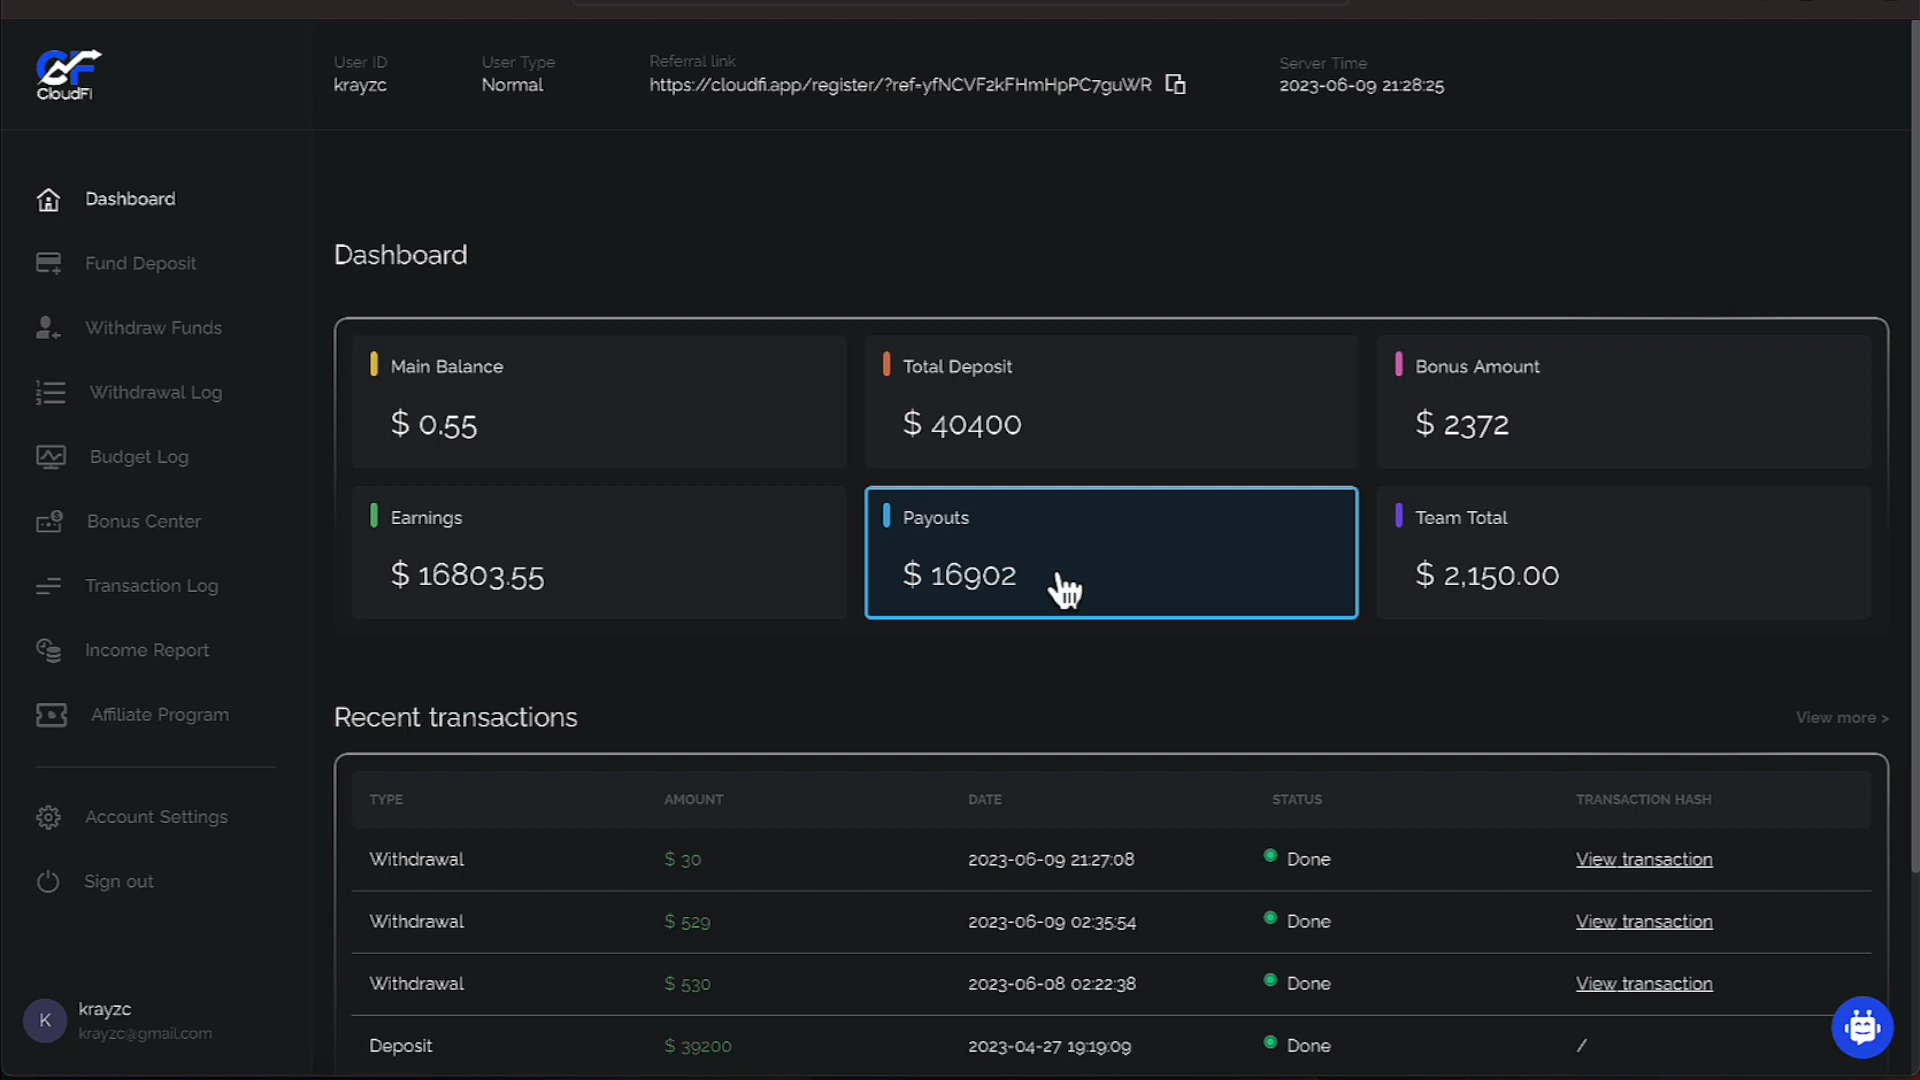 CF
CloudFi
User ID
krayzc
User Type
Normal
Referral link
https://cloudfi.app/register/?ref=yfNCVF2kFHmHpPC7guWR
Server Time
2023-06-09 21:28:25
Dashboard
Fund Deposit
Withdraw Funds
Withdrawal Log
Budget Log
Bonus Center
Transaction Log
Income Report
Affiliate Program
Account Settings
Sign out
K
krayzc
krayzc@gmail.com
Dashboard
Main Balance
$ 0.55
Total Deposit
$ 40400
Bonus Amount
$ 2372
Earnings
$ 16803.55
Payouts
$ 16902
Team Total
$ 2,150.00
Recent transactions
View more >
TYPE AMOUNT DATE STATUS TRANSACTION HASH
Withdrawal $ 30 2023-06-09 21:27:08 Done View transaction
Withdrawal $ 529 2023-06-09 02:35:54 Done View transaction
Withdrawal $ 530 2023-06-08 02:22:38 Done View transaction
Deposit $ 39200 2023-04-27 19:19:09 Done /